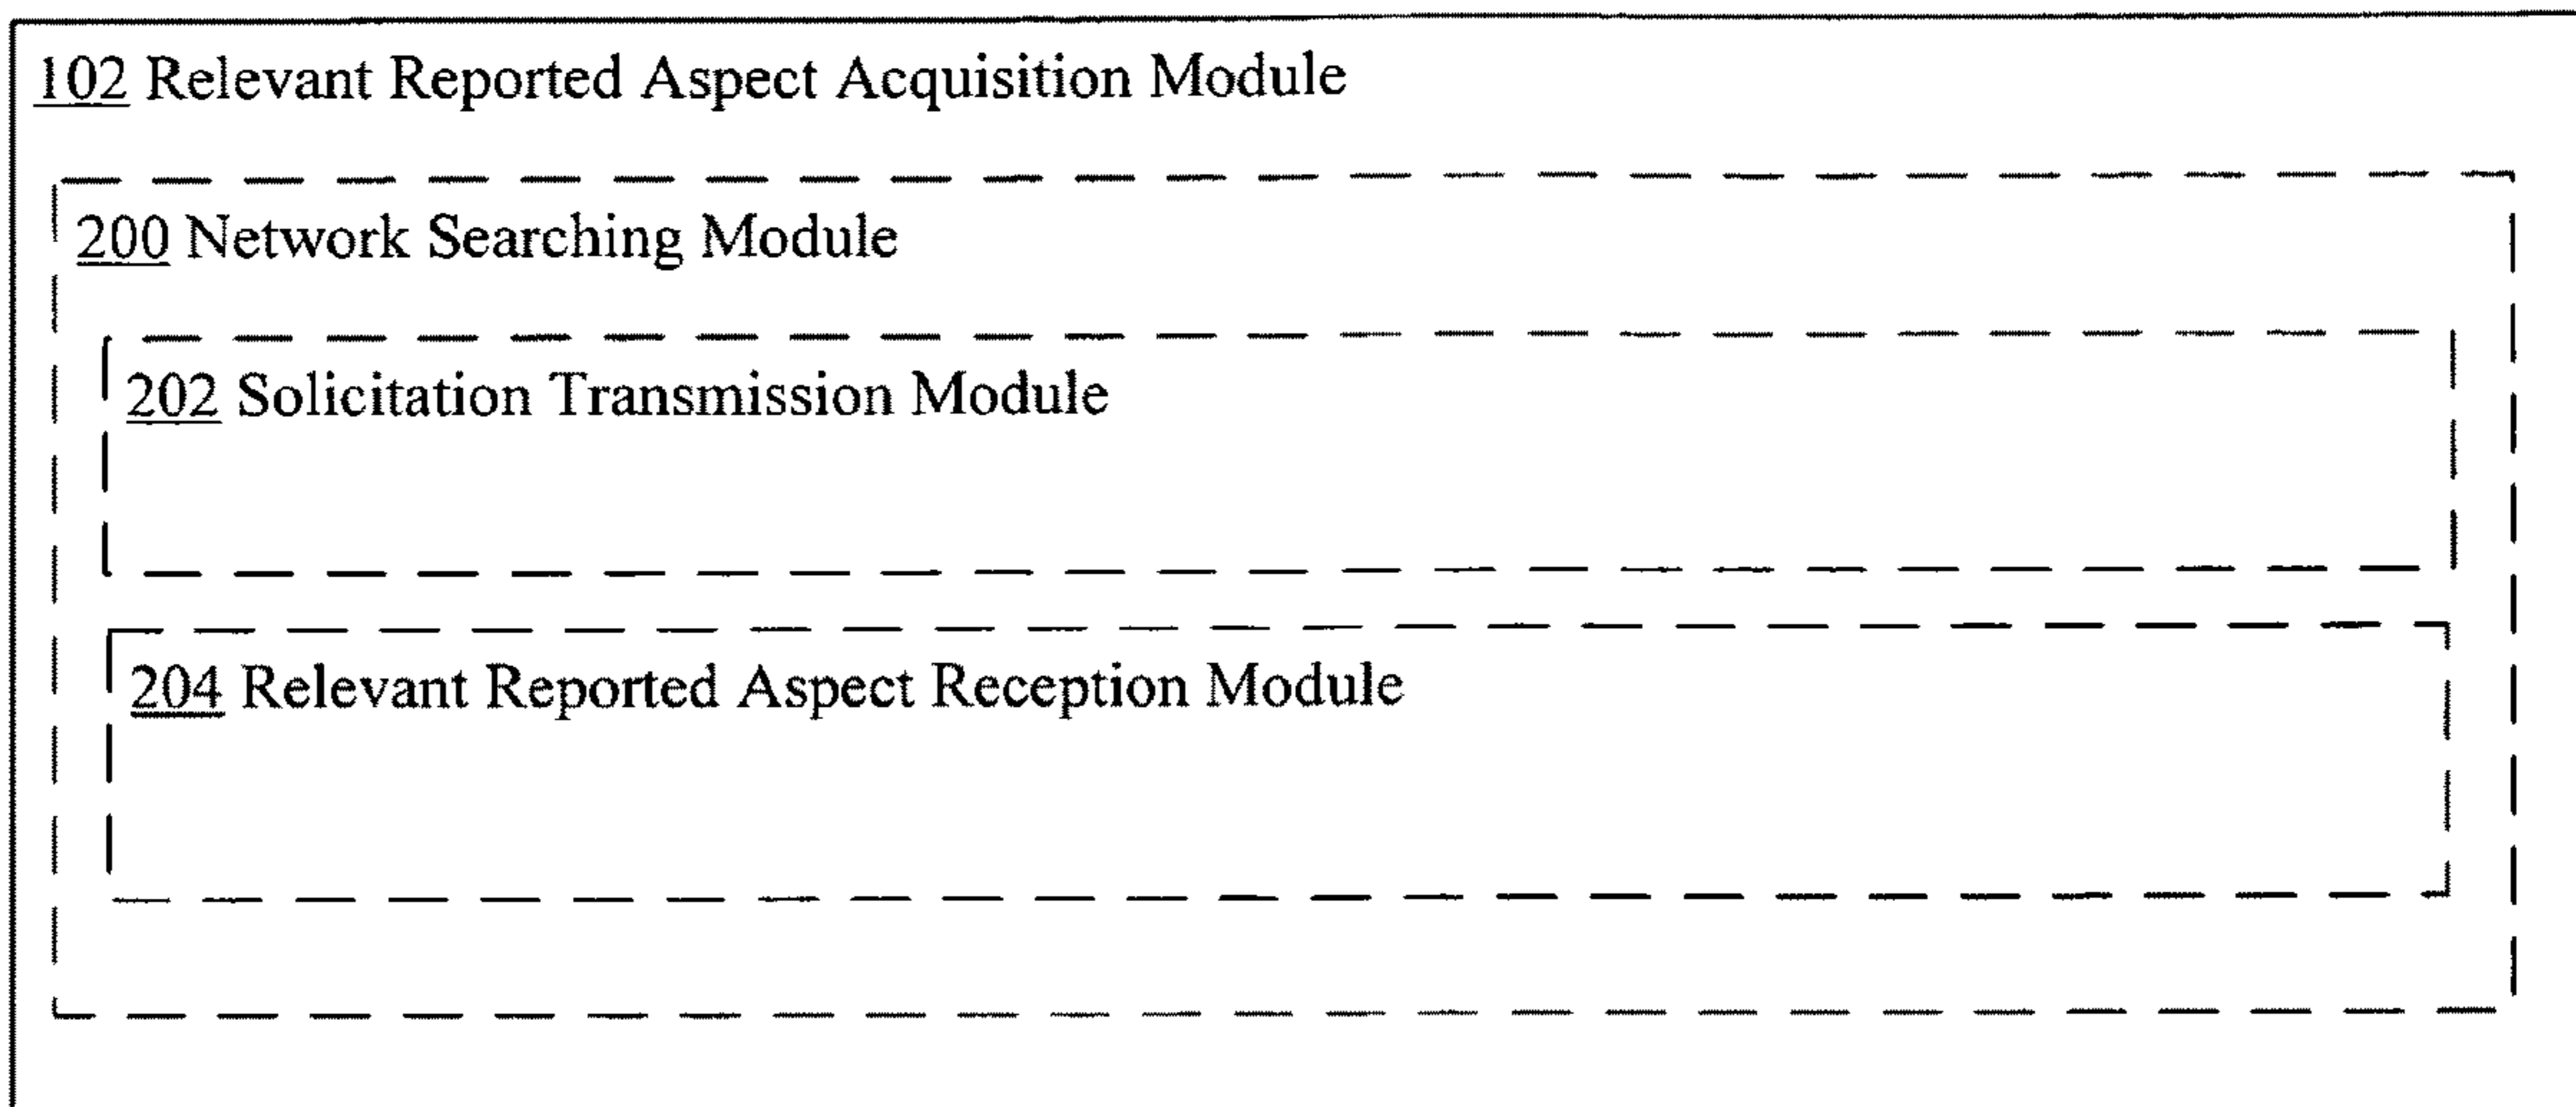 102 Relevant Reported Aspect Acquisition Module
200 Network Searching Module
202 Solicitation Transmission Module
204 Relevant Reported Aspect Reception Module